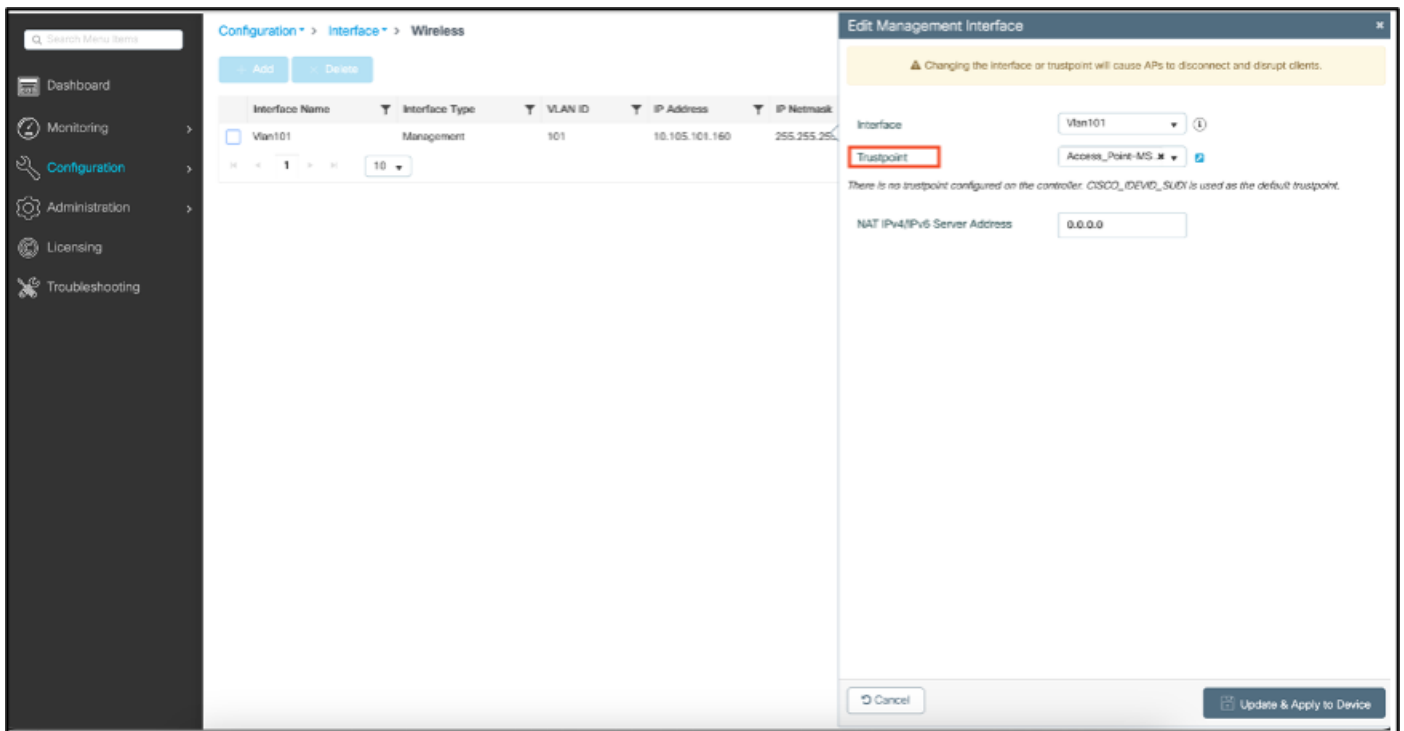 Search Menu Items
Dashboard
Monitoring
Configuration
Administration
Licensing
Troubleshooting
Configuration > Interface > Wireless
+ Add × Delete
Interface Name Interface Type VLAN ID IP Address IP Netmask
Vlan101 Management 101 10.105.101.160 255.255.25
1 10
Edit Management Interface ×
Changing the interface or trustpoint will cause APs to disconnect and disrupt clients.
Interface Vlan101
Trustpoint Access_Point-MS ×
There is no trustpoint configured on the controller. CISCO_IDEVID_SUDI is used as the default trustpoint.
NAT IPv4/IPv6 Server Address 0.0.0.0
Cancel Update & Apply to Device